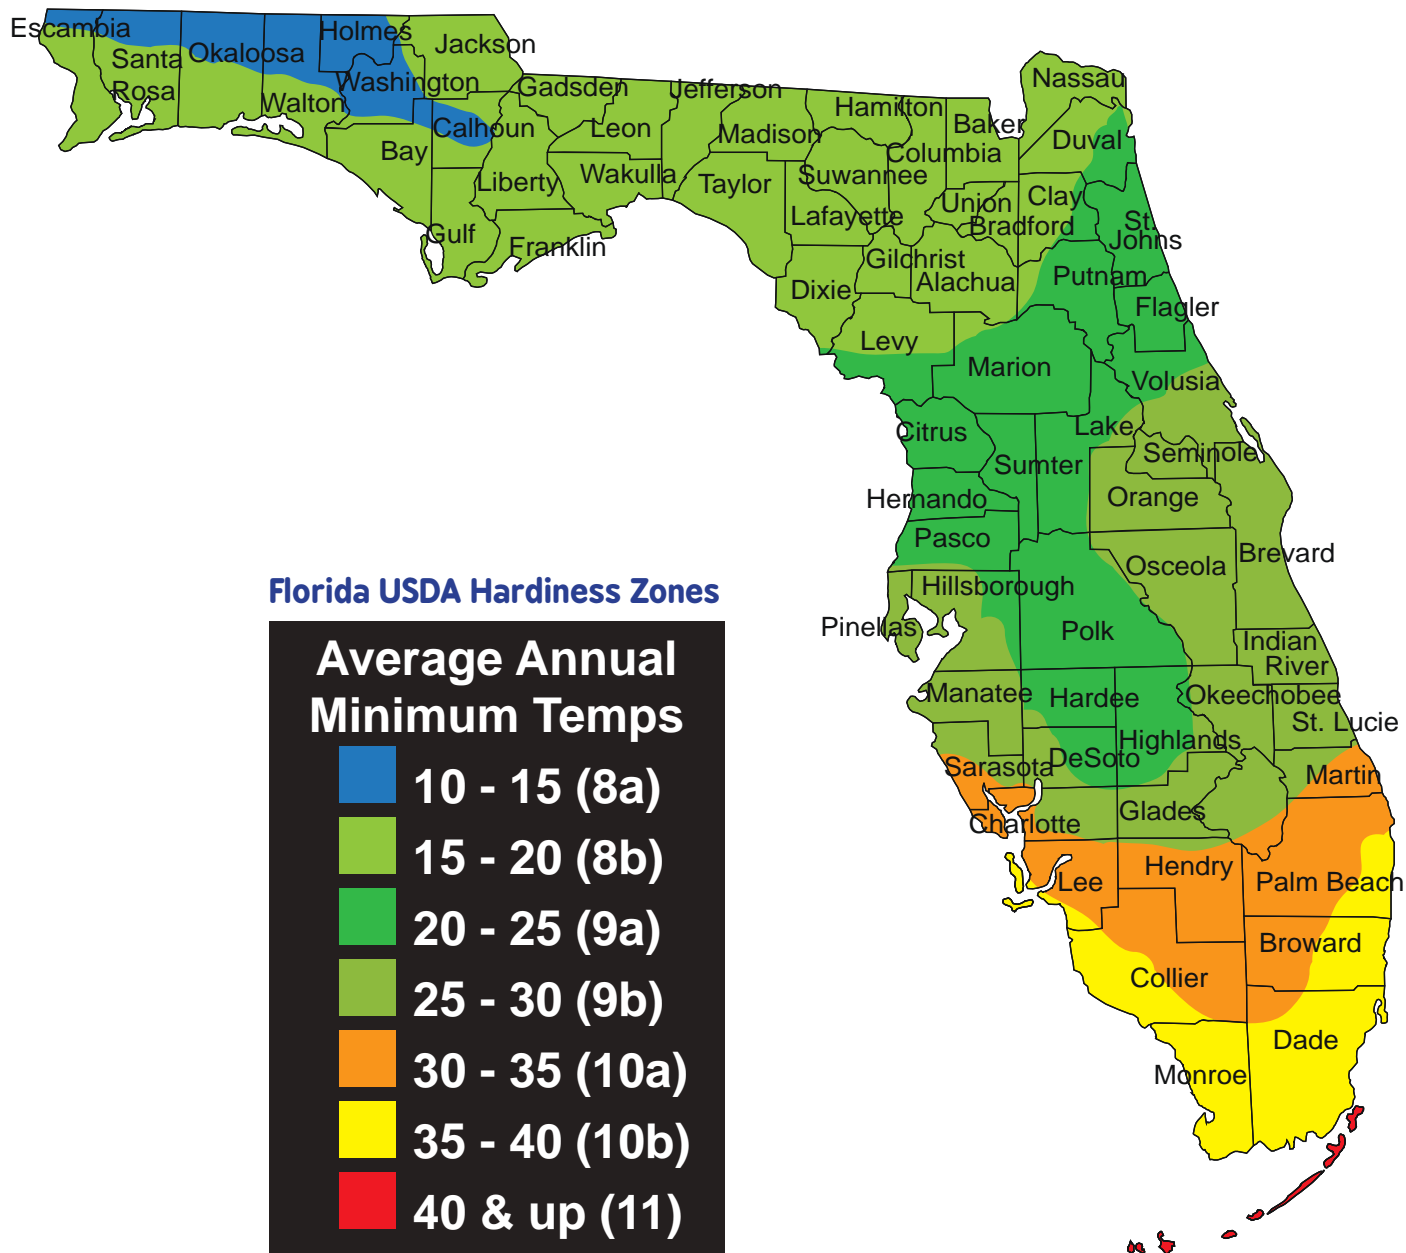 Escambia
Holmes
Jackson
Santa
Rosa
Okaloosa
Washington
Walton
Gadsden
Jefferson
Calhoun
Leon
Madison
Hamilton
Baker
Nassau
Duval
Bay
Columbia
Liberty
Wakulla
Taylor
Suwannee
Union
Clay
Lafayette
Bradford
St.
Johns
Gulf
Franklin
Gilchrist
Alachua
Putnam
Dixie
Flagler
Levy
Marion
Volusia
Citrus
Lake
Sumter
Seminole
Hernando
Orange
Pasco
Osceola
Brevard
Hillsborough
Pinellas
Polk
Indian
River
Manatee
Hardee
Okeechobee
St. Lucie
Highlands
Sarasota
DeSoto
Martin
Charlotte
Glades
Hendry
Lee
Palm Beach
Broward
Collier
Dade
Monroe
Florida USDA Hardiness Zones
Average Annual
Minimum Temps
10 - 15 (8a)
15 - 20 (8b)
20 - 25 (9a)
25 - 30 (9b)
30 - 35 (10a)
35 - 40 (10b)
40 & up (11)